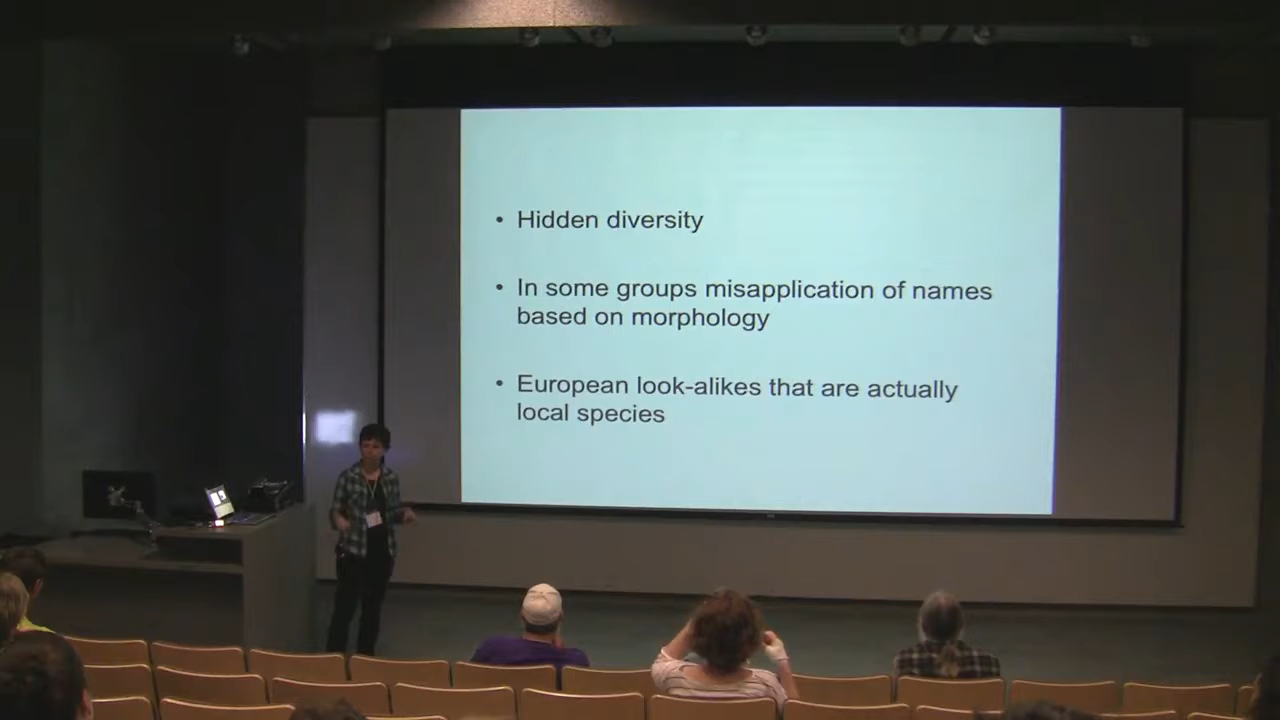 • Hidden diversity
• In some groups misapplication of names
based on morphology
• European look-alikes that are actually
local species